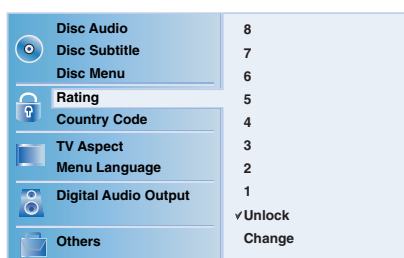 Disc Audio
Disc Subtitle
Disc Menu
Rating
Country Code
TV Aspect
Menu Language
Digital Audio Output
Others
8
7
6
5
4
3
2
1
✓Unlock
Change